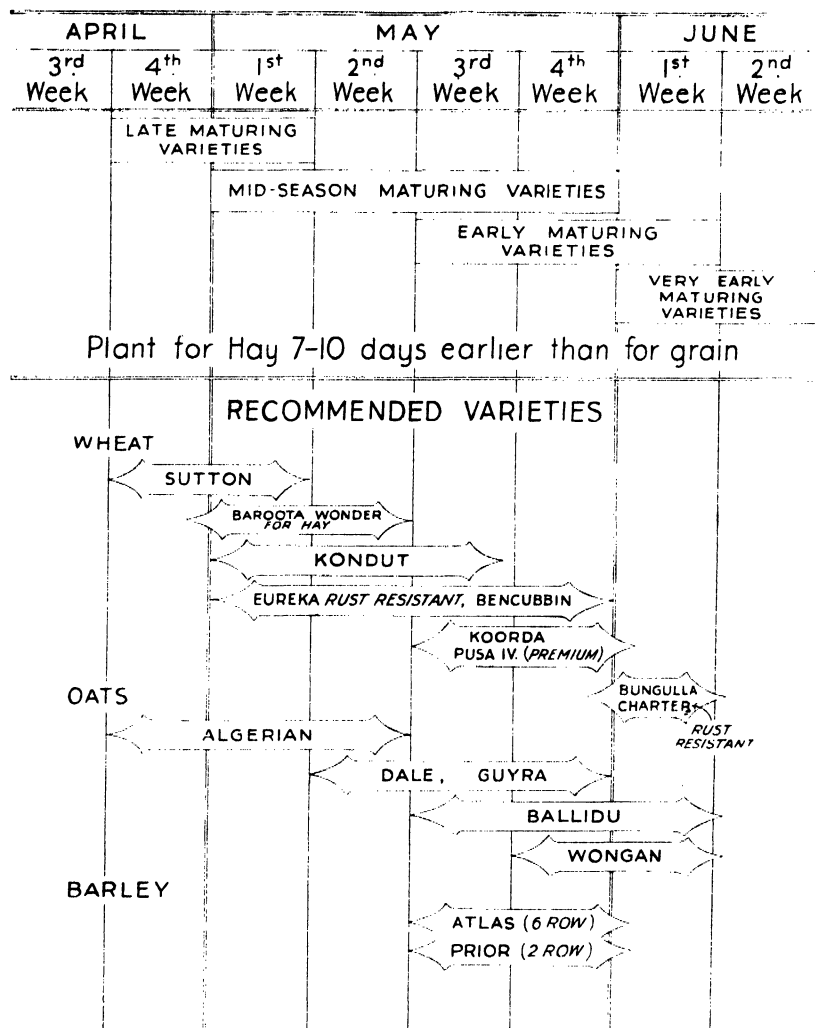 APRIL MAY JUNE
3rd 4th 1st 2nd 3rd 4th 1st 2nd
Week Week Week Week Week Week Week Week
LATE MATURING
VARIETIES
MID-SEASON MATURING VARIETIES
EARLY MATURING
VARIETIES
VERY EARLY
MATURING
VARIETIES
Plant for Hay 7-10 days earlier than for grain
RECOMMENDED VARIETIES
WHEAT
SUTTON
BAROOTA WONDER
FOR HAY
KONDUT
EUREKA RUST RESISTANT, BENCUBBIN
KOORDA
PUSA IV. (PREMIUM)
BUNGULLA
CHARTER
RUST
RESISTANT
OATS
ALGERIAN
DALE, GUYRA
BALLIDU
WONGAN
BARLEY
ATLAS (6 ROW)
PRIOR (2 ROW)